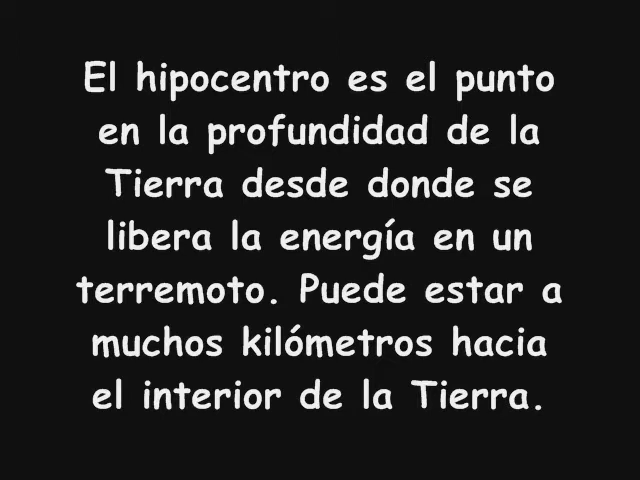 El hipocentro es el punto
en la profundidad de la
Tierra desde donde se
libera la energía en un
terremoto. Puede estar a
muchos kilómetros hacia
el interior de la Tierra.